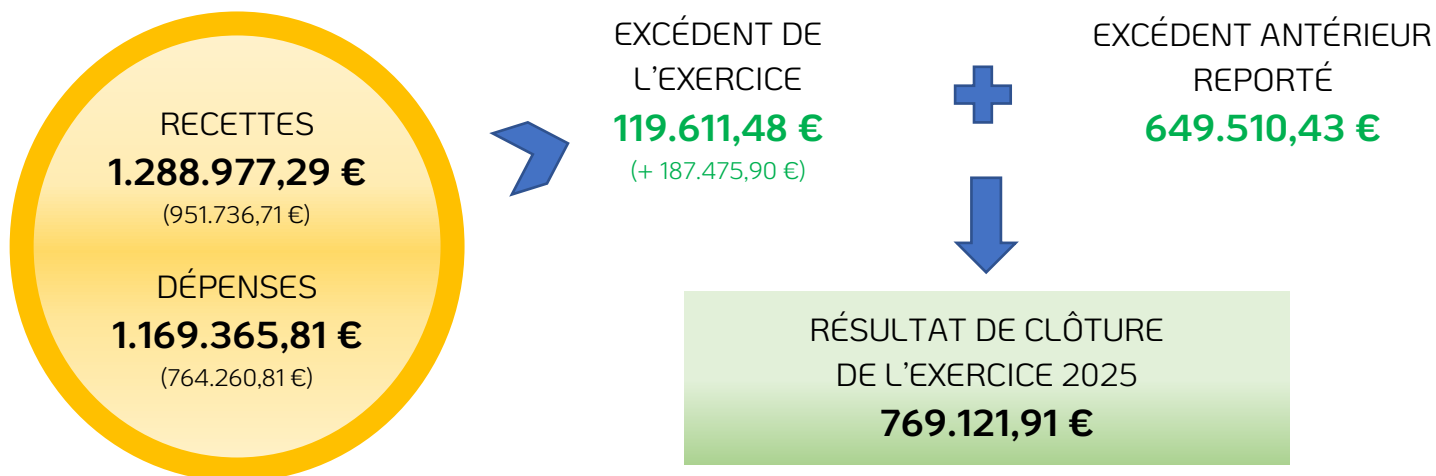 RECETTES
1.288.977,29 €
(951.736,71 €)
DÉPENSES
1.169.365,81 €
(764.260,81 €)
EXCÉDENT DE
L’EXERCICE
119.611,48 €
(+ 187.475,90 €)
EXCÉDENT ANTÉRIEUR
REPORTÉ
649.510,43 €
RÉSULTAT DE CLÔTURE
DE L’EXERCICE 2025
769.121,91 €